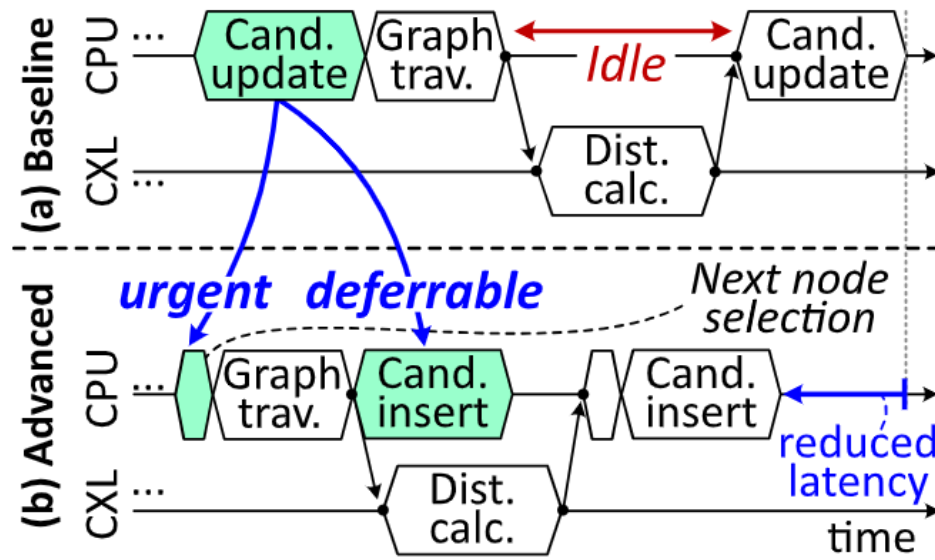 (a) Baseline
CPU
...
Cand.
update
Graph
trav.
Idle
Cand.
update
CXL
...
Dist.
calc.
urgent deferrable
Next node
selection
(b) Advanced
CPU
...
Graph
trav.
Cand.
insert
Cand.
insert
reduced
latency
CXL
...
Dist.
calc.
time